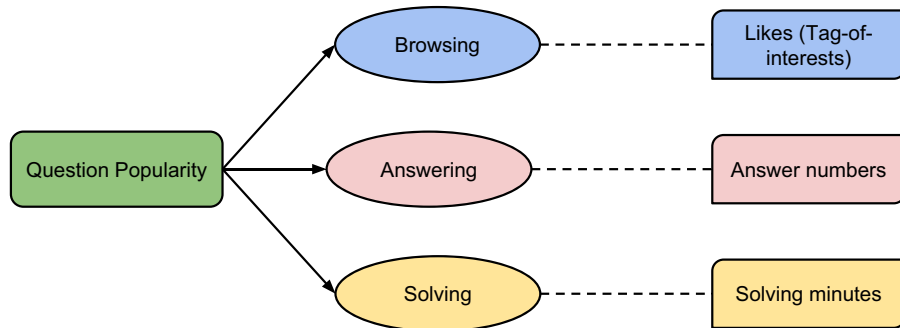 Browsing
Likes (Tag-of-
interests)
Question Popularity
Answering
Answer numbers
Solving
Solving minutes